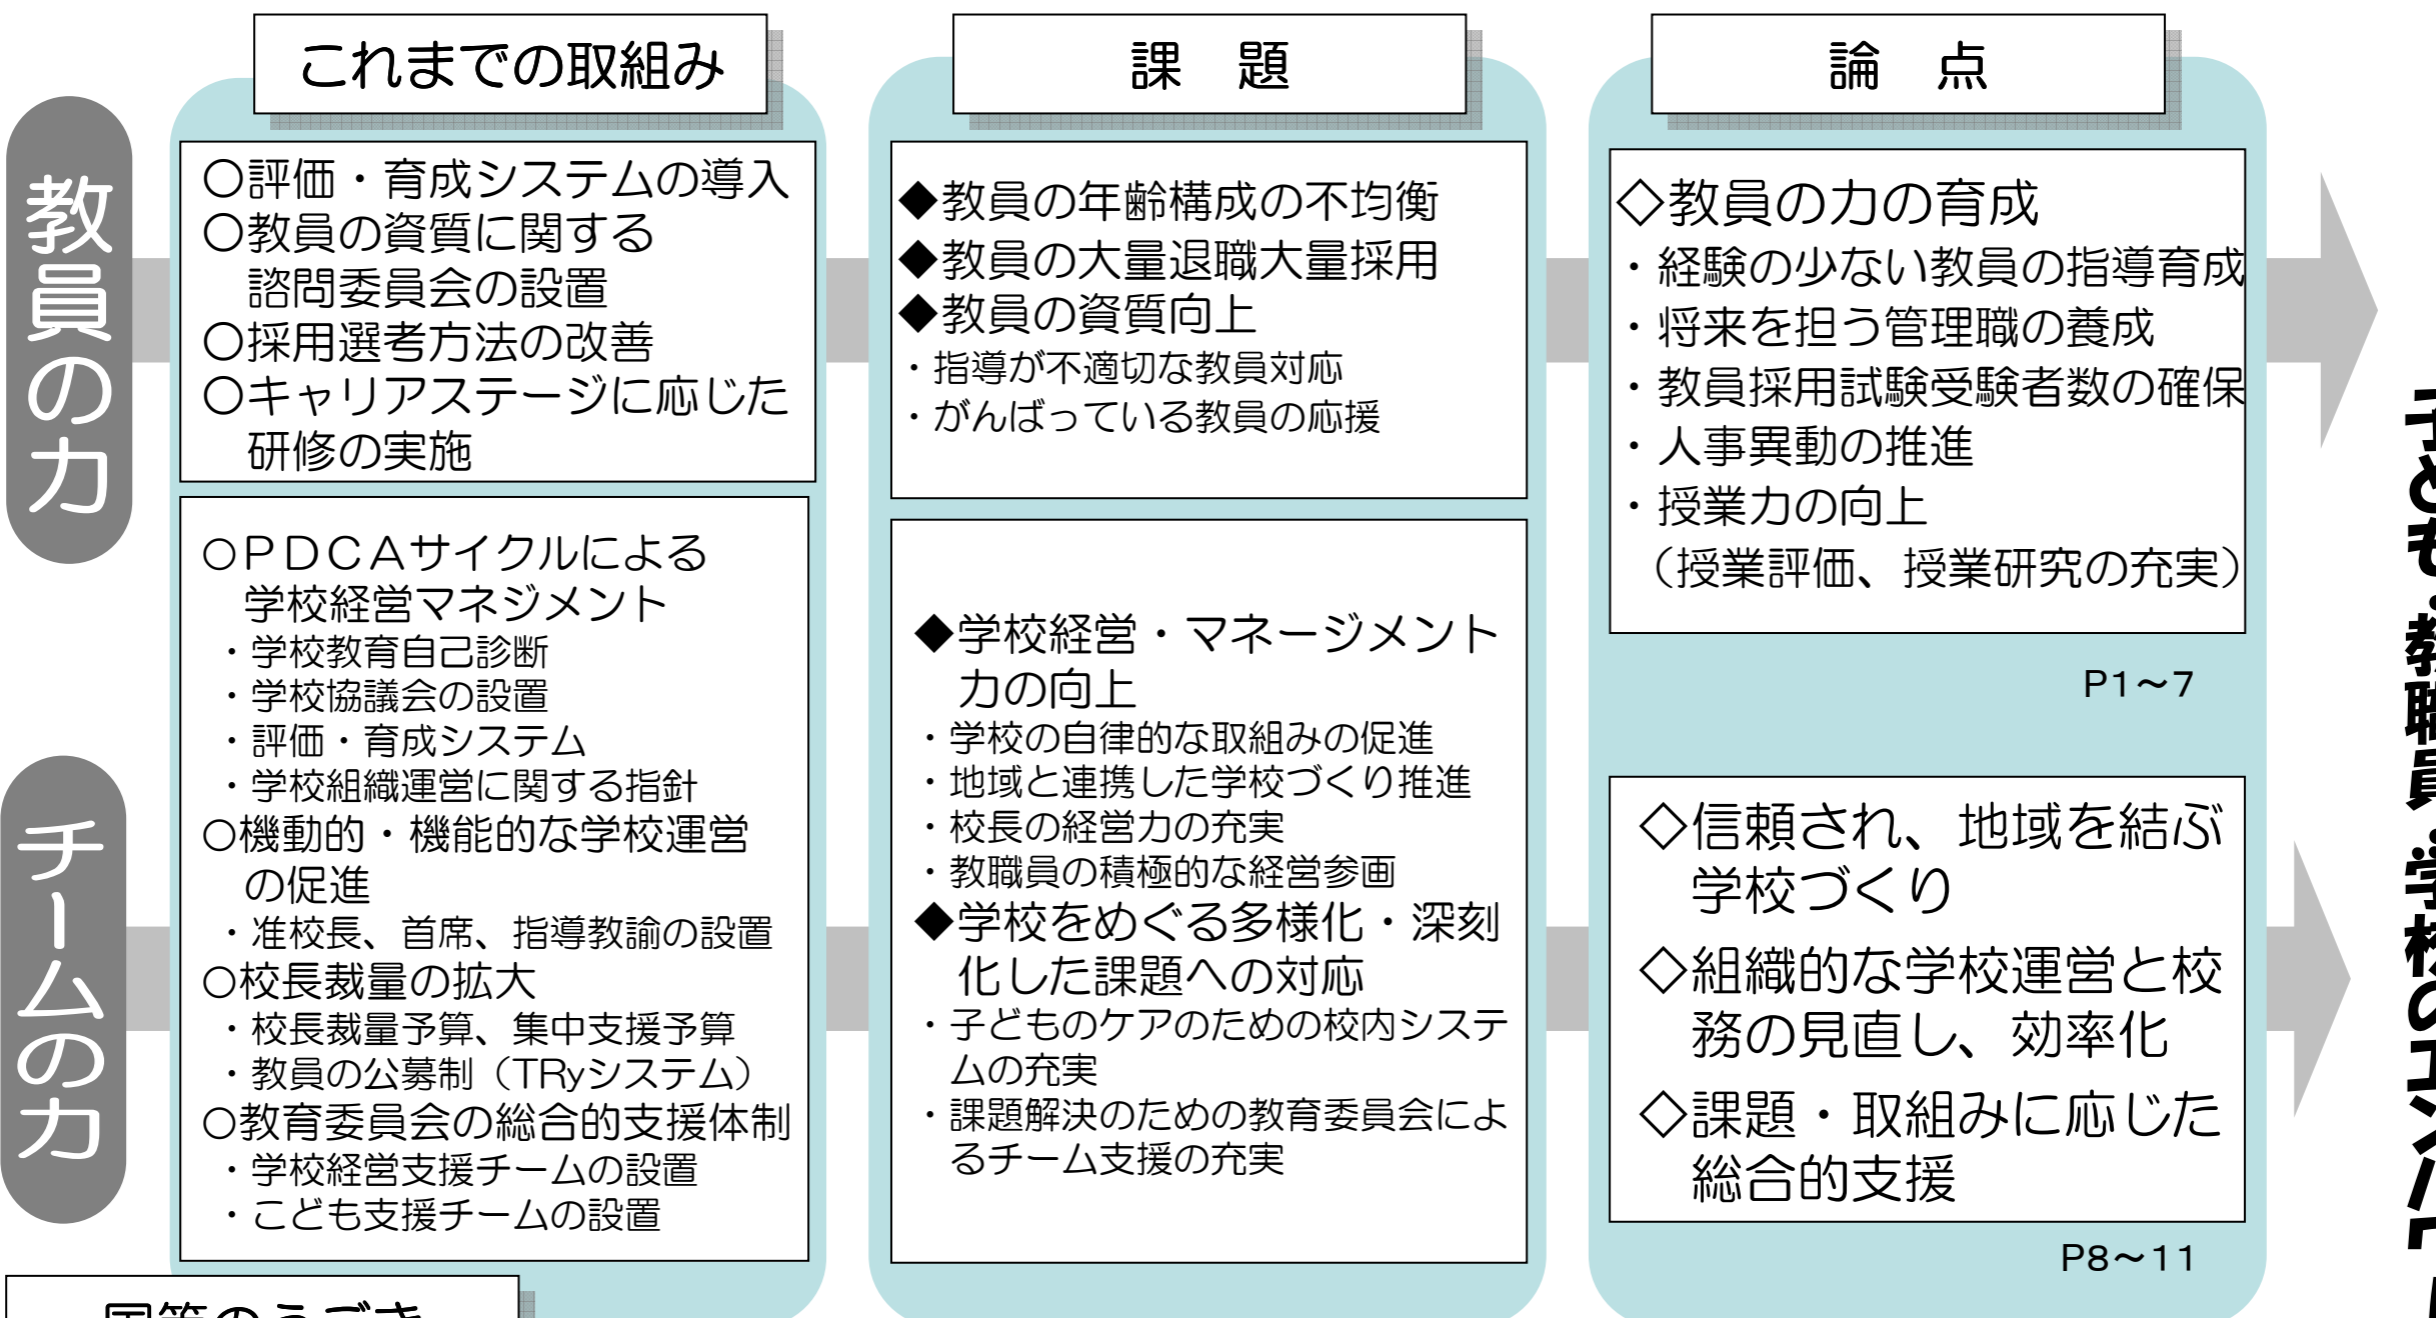 これまでの取組み
課　題
論　点
教員の力
○評価・育成システムの導入
○教員の資質に関する
諮問委員会の設置
○採用選考方法の改善
○キャリアステージに応じた
研修の実施
◆教員の年齢構成の不均衡
◆教員の大量退職大量採用
◆教員の資質向上
・指導が不適切な教員対応
・がんばっている教員の応援
◇教員の力の育成
・経験の少ない教員の指導育成
・将来を担う管理職の養成
・教員採用試験受験者数の確保
・人事異動の推進
・授業力の向上
（授業評価、授業研究の充実）
P1～7
チームの力
○ＰＤＣＡサイクルによる
学校経営マネジメント
・学校教育自己診断
・学校協議会の設置
・評価・育成システム
・学校組織運営に関する指針
○機動的・機能的な学校運営
の促進
・准校長、首席、指導教諭の設置
○校長裁量の拡大
・校長裁量予算、集中支援予算
・教員の公募制（TRyシステム）
○教育委員会の総合的支援体制
・学校経営支援チームの設置
・こども支援チームの設置
◆学校経営・マネージメント
力の向上
・学校の自律的な取組みの促進
・地域と連携した学校づくり推進
・校長の経営力の充実
・教職員の積極的な経営参画
◆学校をめぐる多様化・深刻
化した課題への対応
・子どものケアのための校内システ
ムの充実
・課題解決のための教育委員会によ
るチーム支援の充実
◇信頼され、地域を結ぶ
学校づくり
◇組織的な学校運営と校
務の見直し、効率化
◇課題・取組みに応じた
総合的支援
P8～11
子ども・教職員・学校のエンパワー
国等のうごき